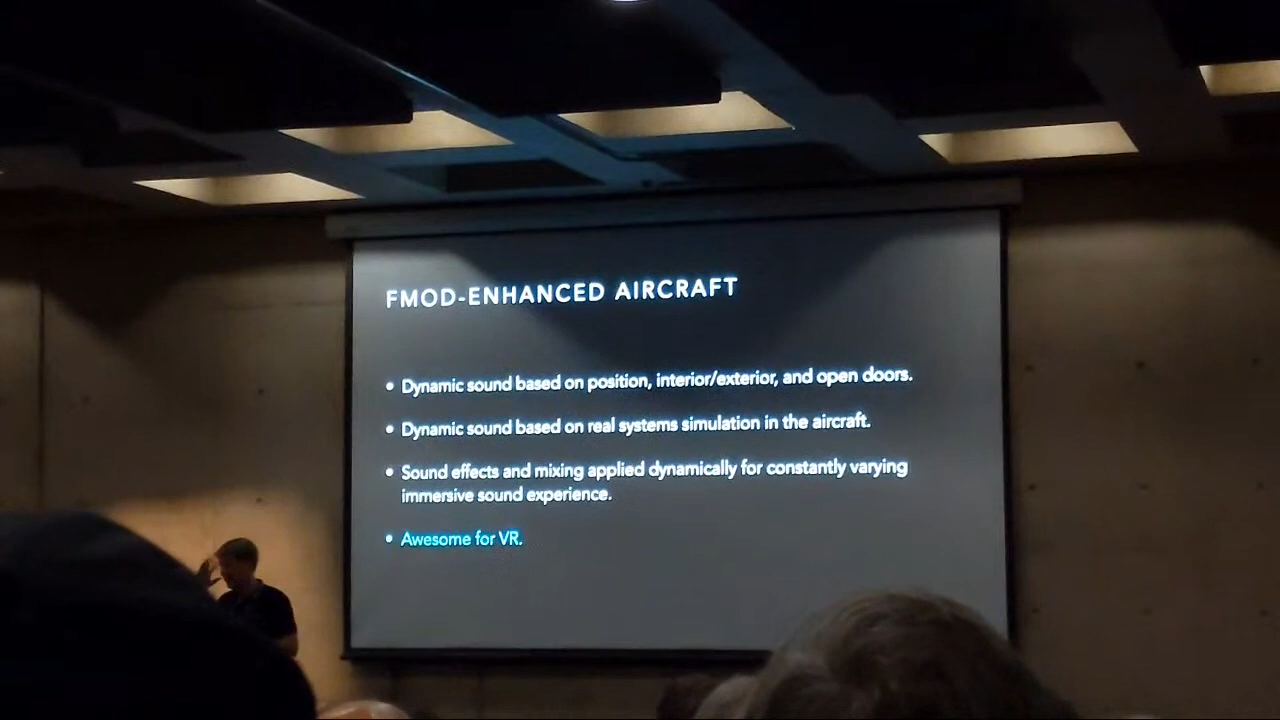 FMOD-ENHANCED AIRCRAFT
• Dynamic sound based on position, interior/exterior, and open doors.
• Dynamic sound based on real systems simulation in the aircraft.
• Sound effects and mixing applied dynamically for constantly varying
immersive sound experience.
• Awesome for VR.